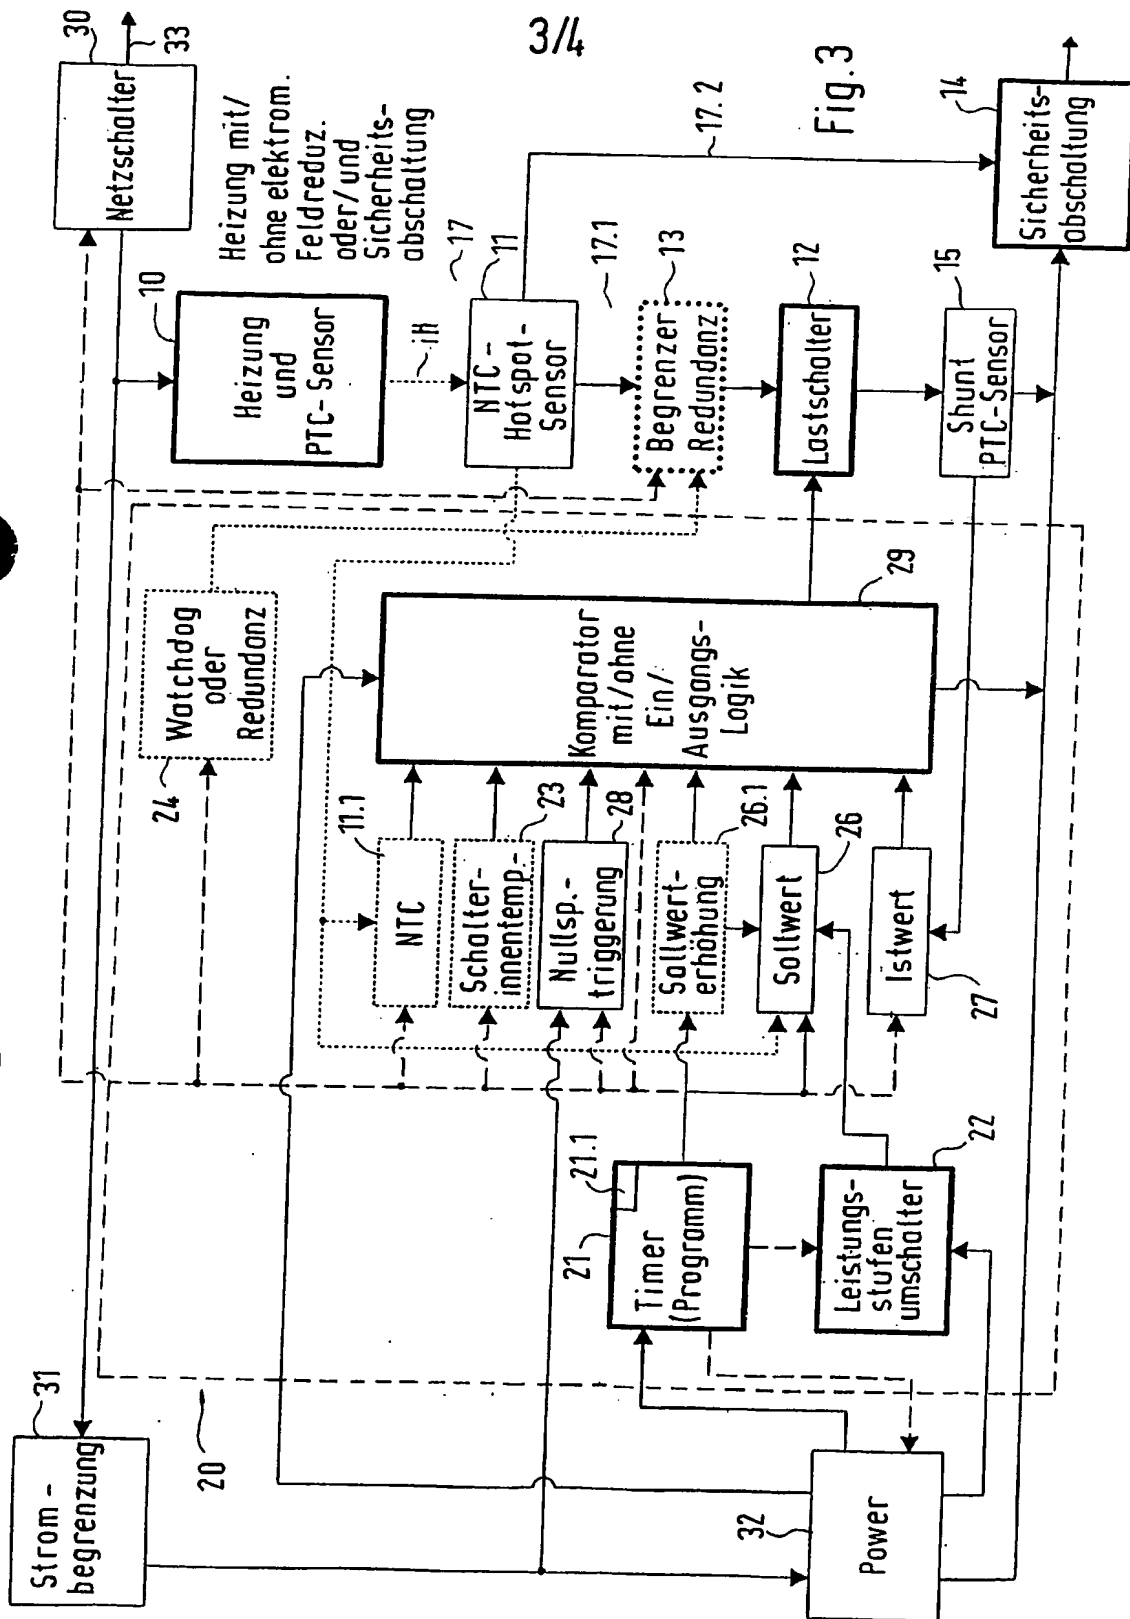 3/4
Fig.3
30
33
Netzschalter
Heizung mit/
ohne elektrom.
Feldreduz.
oder/und
Sicherheits-
abschaltung
10
Heizung
und
PTC-Sensor
iH
17
11
NTC-
Hotspot-
Sensor
17.1
17.2
13
Begrenzer
Redundanz
12
Lastschalter
15
Shunt
PTC-Sensor
14
Sicherheits-
abschaltung
24
Watchdog
oder
Redundanz
29
Komparator
mit/ohne
Ein/
Ausgangs-
Logik
11.1
NTC
23
Schalter-
innentemp.
28
Nullsp.-
triggerung
26.1
Sollwert-
erhöhung
26
Sollwert
27
Istwert
21
21.1
Timer
(Programm)
22
Leistungs-
stufen
umschalter
31
Strom-
begrenzung
20
32
Power